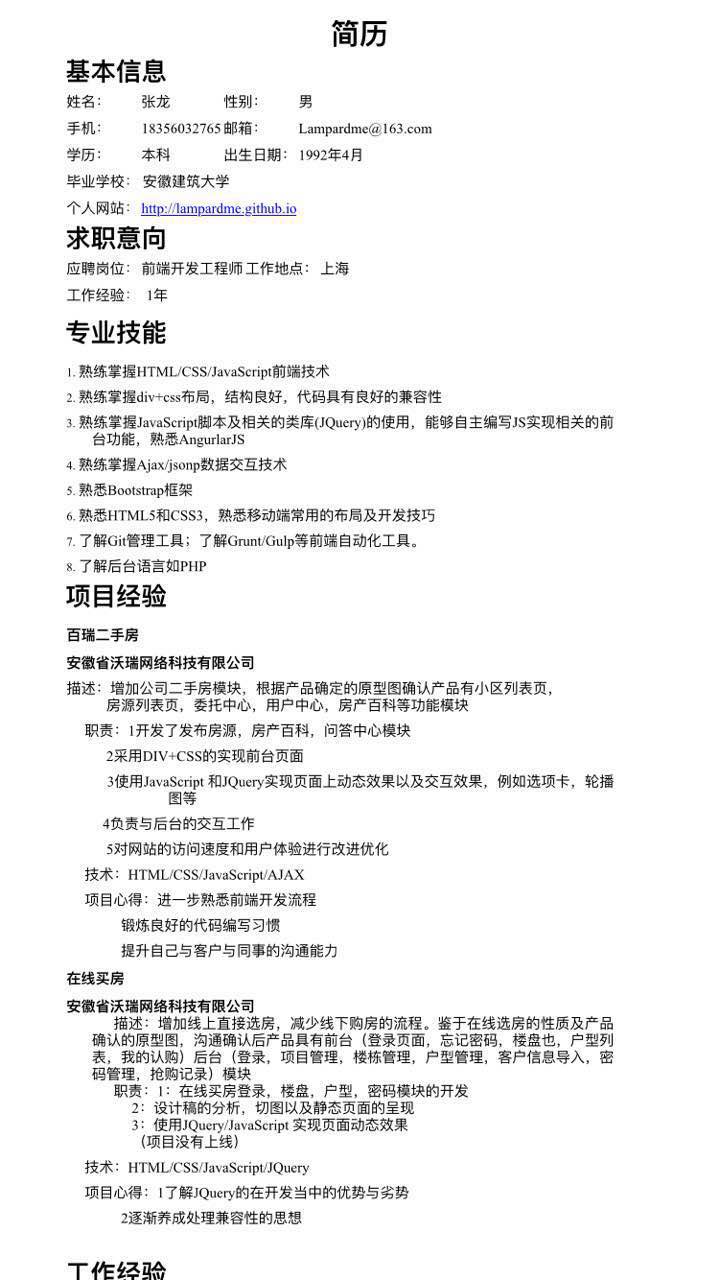 简历
基本信息
姓名： 张龙 性别： 男
手机： 18356032765 邮箱： Lampardme@163.com
学历： 本科 出生日期： 1992年4月
毕业学校： 安徽建筑大学
个人网站： http://lampardme.github.io
求职意向
应聘岗位： 前端开发工程师 工作地点： 上海
工作经验： 1年
专业技能
1. 熟练掌握HTML/CSS/JavaScript前端技术
2. 熟练掌握div+css布局，结构良好，代码具有良好的兼容性
3. 熟练掌握JavaScript脚本及相关的类库(JQuery)的使用，能够自主编写JS实现相关的前
台功能，熟悉AngurlarJS
4. 熟练掌握Ajax/jsonp数据交互技术
5. 熟悉Bootstrap框架
6. 熟悉HTML5和CSS3，熟悉移动端常用的布局及开发技巧
7. 了解Git管理工具；了解Grunt/Gulp等前端自动化工具。
8. 了解后台语言如PHP
项目经验
百瑞二手房
安徽省沃瑞网络科技有限公司
描述：增加公司二手房模块，根据产品确定的原型图确认产品有小区列表页，
房源列表页，委托中心，用户中心，房产百科等功能模块
职责：1开发了发布房源，房产百科，问答中心模块
2采用DIV+CSS的实现前台页面
3使用JavaScript 和JQuery实现页面上动态效果以及交互效果，例如选项卡，轮播
图等
4负责与后台的交互工作
5对网站的访问速度和用户体验进行改进优化
技术：HTML/CSS/JavaScript/AJAX
项目心得：进一步熟悉前端开发流程
锻炼良好的代码编写习惯
提升自己与客户与同事的沟通能力
在线买房
安徽省沃瑞网络科技有限公司
描述：增加线上直接选房，减少线下购房的流程。鉴于在线选房的性质及产品
确认的原型图，沟通确认后产品具有前台（登录页面，忘记密码，楼盘也，户型列
表，我的认购）后台（登录，项目管理，楼栋管理，户型管理，客户信息导入，密
码管理，抢购记录）模块
职责：1：在线买房登录，楼盘，户型，密码模块的开发
2：设计稿的分析，切图以及静态页面的呈现
3：使用JQuery/JavaScript 实现页面动态效果
（项目没有上线）
技术：HTML/CSS/JavaScript/JQuery
项目心得：1了解JQuery的在开发当中的优势与劣势
2逐渐养成处理兼容性的思想
工作经验